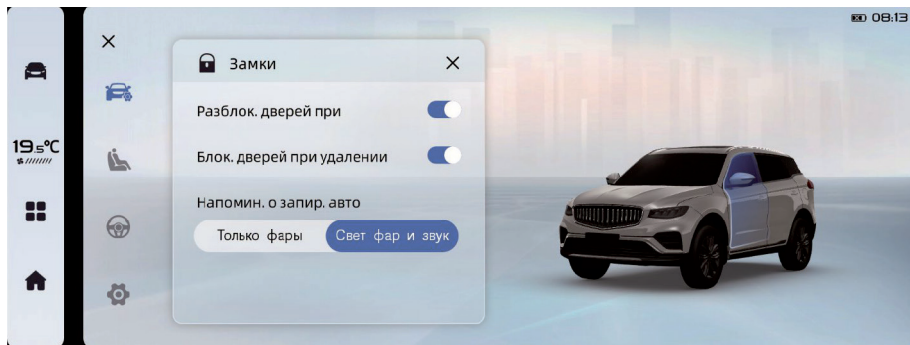 08:13
Замки
Разблок. дверей при
19.5°C
Блок. дверей при удалении
Напомин. о запир. авто
Только фары
Свет фар и звук